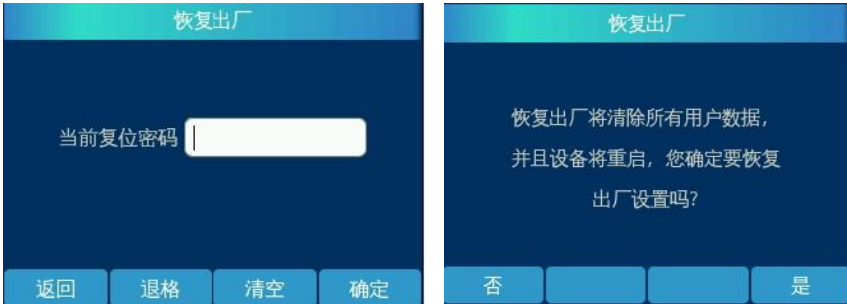 恢复出厂
当前复位密码
返回 退格 清空 确定
恢复出厂
恢复出厂将清除所有用户数据，
并且设备将重启，您确定要恢复
出厂设置吗?
否 是